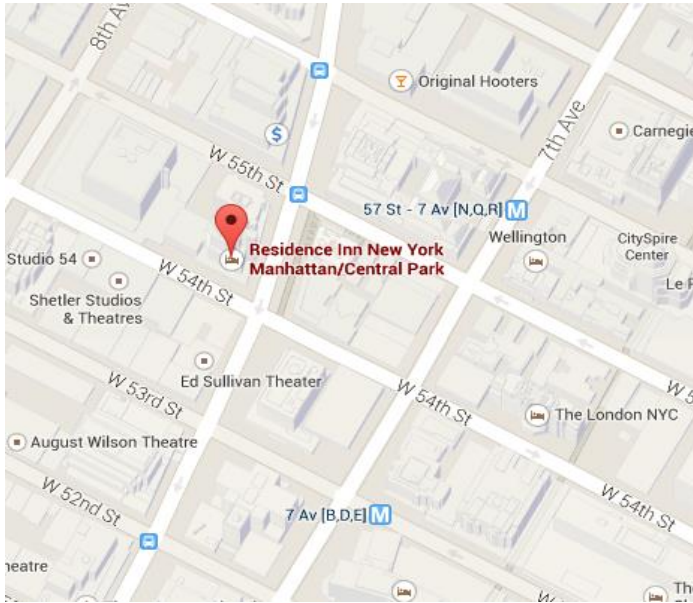 8th Av
Original Hooters
7th Ave
Carnegie
$
W 55th St
57 St - 7 Av [N,Q,R] M
Wellington
CitySpire
Center
Residence Inn New York
Manhattan/Central Park
Studio 54
Le P
Shetler Studios
& Theatres
W 54th St
Ed Sullivan Theater
W 5
W 53rd St
W 54th St
The London NYC
August Wilson Theatre
W 52nd St
W 54th St
7 Av [B,D,E] M
heatre
Th